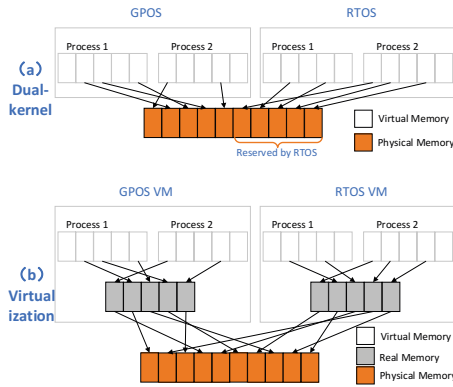 GPOS
RTOS
Process 1
Process 2
Process 1
Process 2
（a）
Dual-
kernel
Virtual Memory
Physical Memory
Reserved by RTOS
GPOS VM
RTOS VM
Process 1
Process 2
Process 1
Process 2
（b）
Virtual
ization
Virtual Memory
Real Memory
Physical Memory